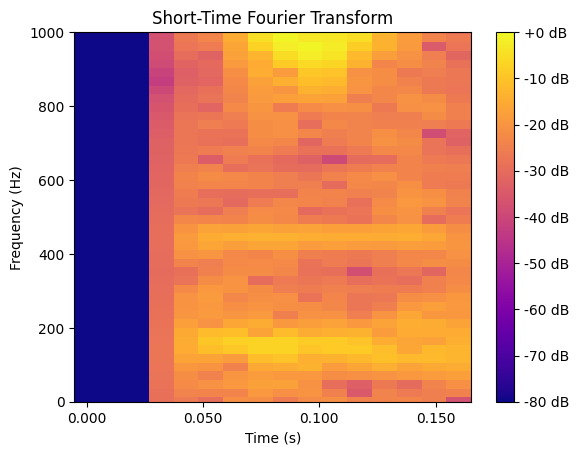 Short-Time Fourier Transform
1000
800
600
400
200
0
Frequency (Hz)
0.000
0.050
0.100
0.150
Time (s)
+0 dB
-10 dB
-20 dB
-30 dB
-40 dB
-50 dB
-60 dB
-70 dB
-80 dB